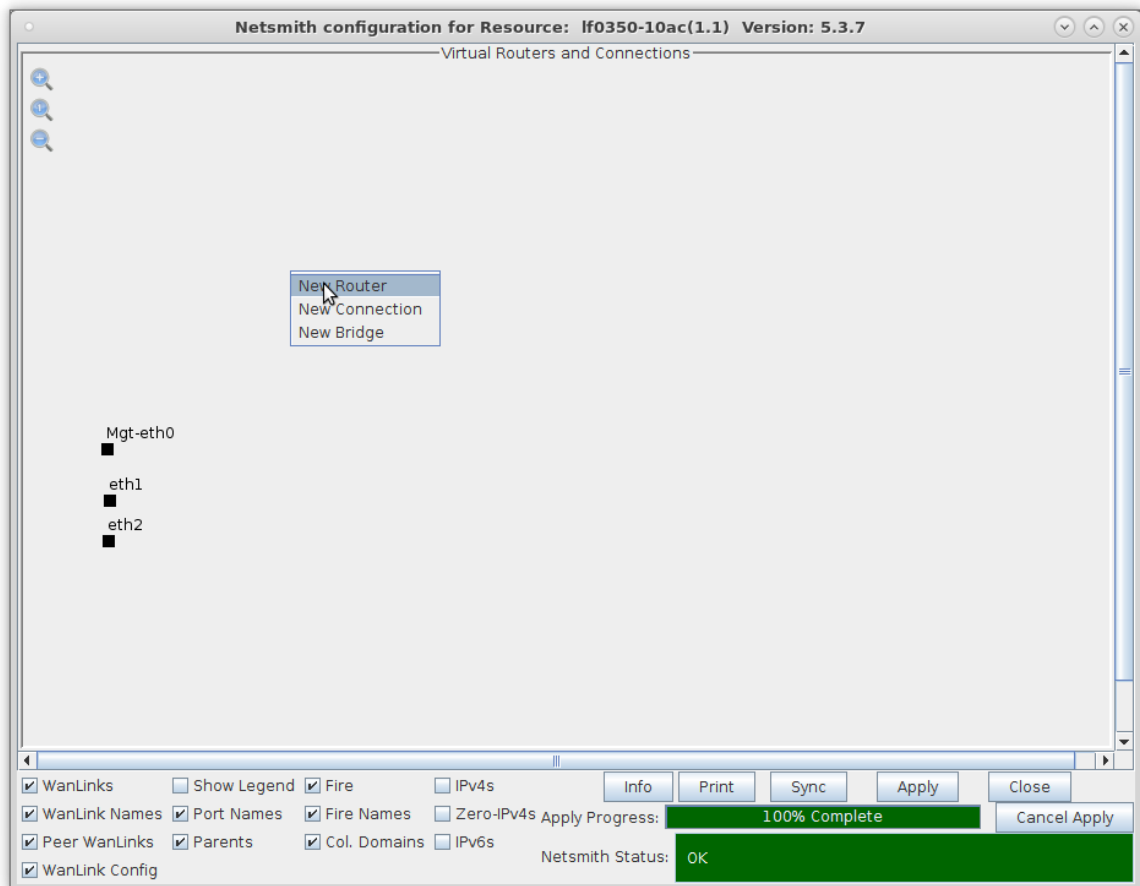 Netsmith configuration for Resource:  lf0350-10ac(1.1)  Version: 5.3.7
Virtual Routers and Connections
New Router
New Connection
New Bridge
Mgt-eth0
eth1
eth2
WanLinks Show Legend Fire IPv4s Info Print Sync Apply Close
WanLink Names Port Names Fire Names Zero-IPv4s Apply Progress: 100% Complete Cancel Apply
Peer WanLinks Parents Col. Domains IPv6s Netsmith Status: OK
WanLink Config